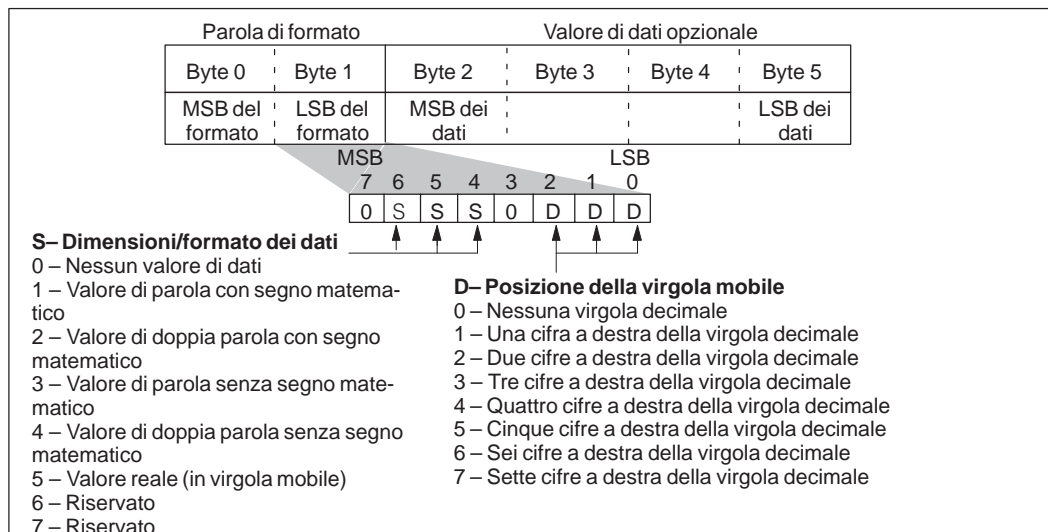 Parola di formato Valore di dati opzionale
Byte 0 Byte 1 Byte 2 Byte 3 Byte 4 Byte 5
MSB del formato LSB del formato MSB dei dati LSB dei dati
MSB LSB
7 6 5 4 3 2 1 0
0 S S S 0 D D D
S– Dimensioni/formato dei dati
0 – Nessun valore di dati
1 – Valore di parola con segno matema-
tico
2 – Valore di doppia parola con segno
matematico
3 – Valore di parola senza segno mate-
matico
4 – Valore di doppia parola senza segno
matematico
5 – Valore reale (in virgola mobile)
6 – Riservato
7 – Riservato
D– Posizione della virgola mobile
0 – Nessuna virgola decimale
1 – Una cifra a destra della virgola decimale
2 – Due cifre a destra della virgola decimale
3 – Tre cifre a destra della virgola decimale
4 – Quattro cifre a destra della virgola decimale
5 – Cinque cifre a destra della virgola decimale
6 – Sei cifre a destra della virgola decimale
7 – Sette cifre a destra della virgola decimale